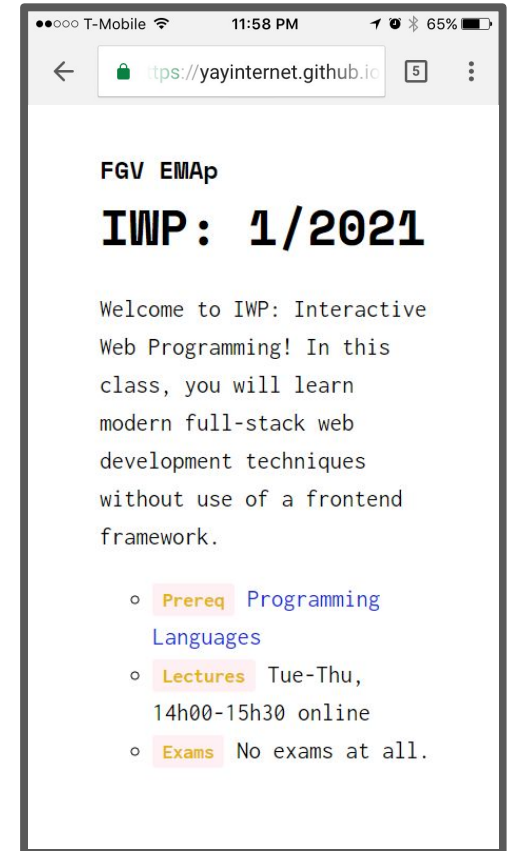 T-Mobile 11:58 PM 65%
tps://yayinternet.github.io 5
FGV EMAp
IWP: 1/2021
Welcome to IWP: Interactive
Web Programming! In this
class, you will learn
modern full-stack web
development techniques
without use of a frontend
framework.
Prereq Programming
Languages
Lectures Tue-Thu,
14h00-15h30 online
Exams No exams at all.